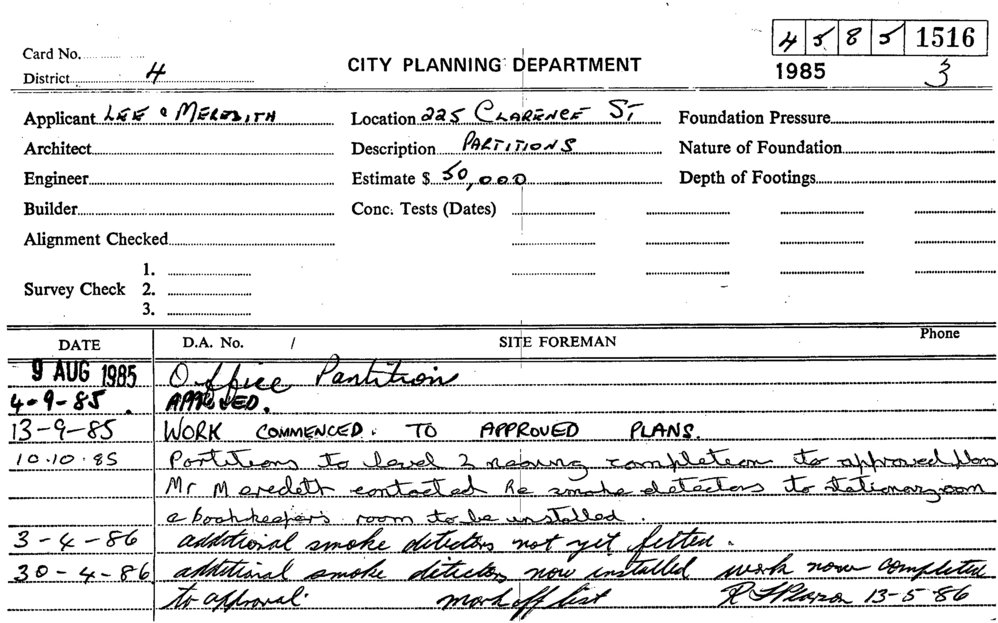 4 5 8 5 1516
Card No.
CITY PLANNING DEPARTMENT
1985 3
District 4
Applicant LEE & MEREDITH Location 225 CLARENCE ST, Foundation Pressure
Architect Description PARTITIONS Nature of Foundation
Engineer Estimate $ 50,000 Depth of Footings
Builder Conc. Tests (Dates)
Alignment Checked
1.
Survey Check 2.
3.
DATE D.A. No. / SITE FOREMAN Phone
9 AUG 1985 Office Partition
4-9-85. APPROVED.
13-9-85 WORK COMMENCED. TO APPROVED PLANS.
10.10.85 Partitions to level 2 nearing completion to approved plans
Mr Meredeth contacted Re smoke detectors to stationary room
& bookkeepers room to be installed.
3-4-86 additional smoke detectors not yet fitted.
30-4-86 additional smoke detectors now installed work now completed
to approval. mark off list 13-5-86